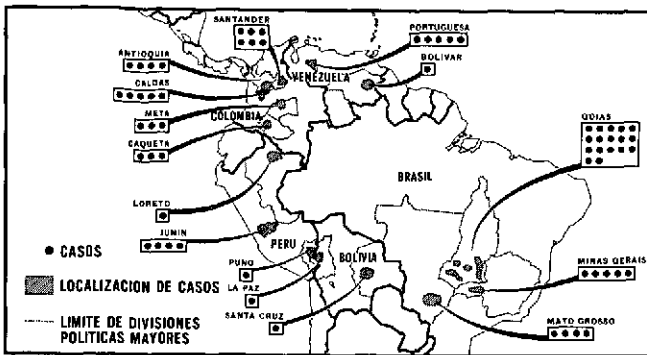 SANTANDER
PORTUGUESA
ANTIOQUIA
BOLIVAR
VENEZUELA
CALDAS
META
COLOMBIA
GOIAS
CAQUETA
BRASIL
LORETO
JUNIN
PERU
CASOS
PUNO
BOLIVIA
MINAS GERAIS
LOCALIZACION DE CASOS
LA PAZ
SANTA CRUZ
LIMITE DE DIVISIONES
POLITICAS MAYORES
MATO GROSSO